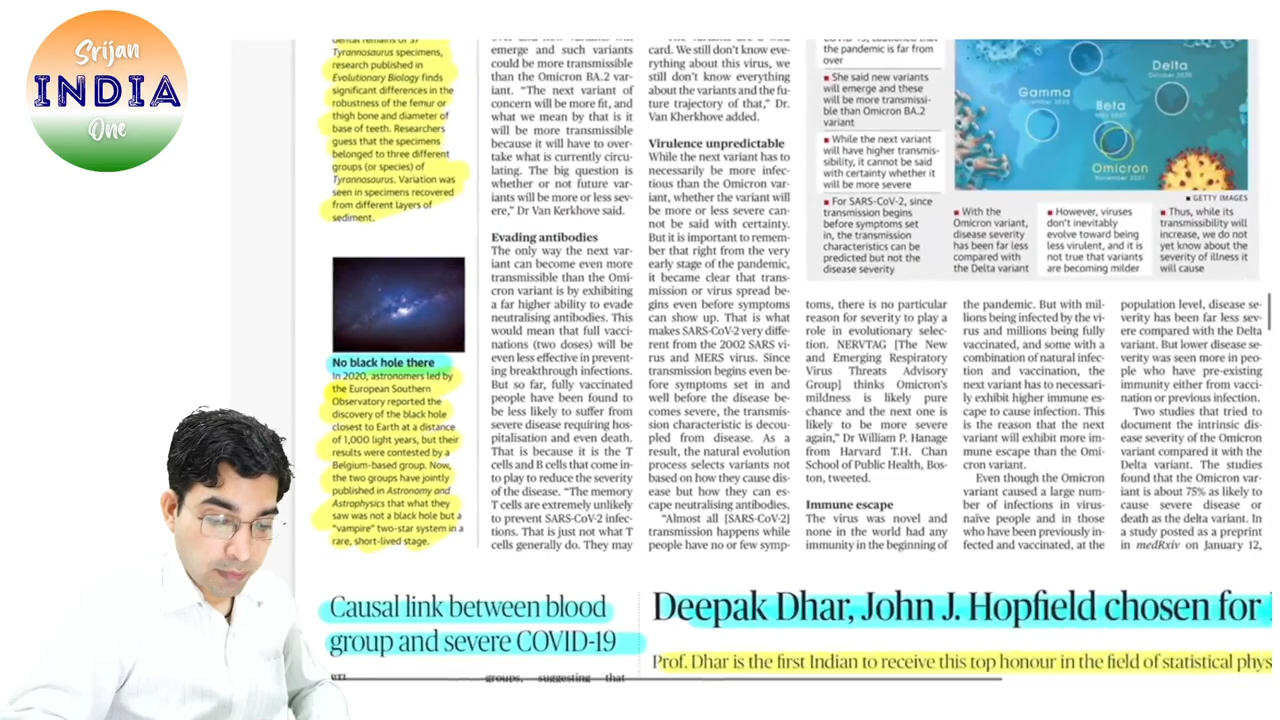 Srijan
INDIA
One
Tyrannosaurus specimens,
research published in
Evolutionary Biology finds
significant differences in the
robustness of the femur or
thigh bone and diameter of
base of teeth. Researchers
guess that the specimens
belonged to three different
groups (or species) of
Tyrannosaurus. Variation was
seen in specimens recovered
from different layers of
sediment.
No black hole there
In 2020, astronomers led by
the European Southern
Observatory reported the
discovery of the black hole
closest to Earth at a distance
of 1,000 light years, but their
results were contested by a
Belgium-based group. Now,
the two groups have jointly
published in Astronomy and
Astrophysics that what they
saw was not a black hole but a
"vampire" two-star system in a
rare, short-lived stage.
emerge and such variants
could be more transmissible
than the Omicron BA.2 var-
iant. "The next variant of
concern will be more fit, and
what we mean by that is it
will be more transmissible
because it will have to over-
take what is currently circu-
lating. The big question is
whether or not future var-
iants will be more or less sev-
ere," Dr Van Kerkhove said.
Evading antibodies
The only way the next var-
iant can become even more
transmissible than the Omi-
cron variant is by exhibiting
a far higher ability to evade
neutralising antibodies. This
would mean that full vacci-
nations (two doses) will be
even less effective in prevent-
ing breakthrough infections.
But so far, fully vaccinated
people have been found to
be less likely to suffer from
severe disease requiring hos-
pitalisation and even death.
That is because it is the T
cells and B cells that come in-
to play to reduce the severity
of the disease. "The memory
T cells are extremely unlikely
to prevent SARS-CoV-2 infec-
tions. That is just not what T
cells generally do. They may
card. We still don't know eve-
rything about this virus, we
still don't know everything
about the variants and the fu-
ture trajectory of that," Dr.
Van Kherkhove added.
Virulence unpredictable
While the next variant has to
necessarily be more infec-
tious than the Omicron var-
iant, whether the variant will
be more or less severe can-
not be said with certainty.
But it is important to remem-
ber that right from the very
early stage of the pandemic,
it became clear that trans-
mission or virus spread be-
gins even before symptoms
can show up. That is what
makes SARS-CoV-2 very diffe-
rent from the 2002 SARS vi-
rus and MERS virus. Since
transmission begins even be-
fore symptoms set in and
well before the disease be-
comes severe, the transmis-
sion characteristic is decou-
pled from disease. As a
result, the natural evolution
process selects variants not
based on how they cause dis-
ease but how they can es-
cape neutralising antibodies.
"Almost all [SARS-CoV-2]
transmission happens while
people have no or few symp-
the pandemic is far from
over
She said new variants
will emerge and these
will be more transmissi-
ble than Omicron BA.2
variant
While the next variant
will have higher transmis-
sibility, it cannot be said
with certainty whether it
will be more severe
For SARS-CoV-2, since
transmission begins
before symptoms set
in, the transmission
characteristics can be
predicted but not the
disease severity
Delta
October 2020
Gamma
November 2020
Beta
May 2020
Omicron
November 2021
GETTY IMAGES
With the
Omicron variant,
disease severity
has been far less
compared with
the Delta variant
However, viruses
don't inevitably
evolve toward being
less virulent, and it is
not true that variants
are becoming milder
Thus, while its
transmissibility will
increase, we do not
yet know about the
severity of illness it
will cause
toms, there is no particular
reason for severity to play a
role in evolutionary selec-
tion. NERVTAG [The New
and Emerging Respiratory
Virus Threats Advisory
Group] thinks Omicron's
mildness is likely pure
chance and the next one is
likely to be more severe
again," Dr William P. Hanage
from Harvard T.H. Chan
School of Public Health, Bos-
ton, tweeted.
Immune escape
The virus was novel and
none in the world had any
immunity in the beginning of
the pandemic. But with mil-
lions being infected by the vi-
rus and millions being fully
vaccinated, and some with a
combination of natural infec-
tion and vaccination, the
next variant has to necessari-
ly exhibit higher immune es-
cape to cause infection. This
is the reason that the next
variant will exhibit more im-
mune escape than the Omi-
cron variant.
Even though the Omicron
variant caused a large num-
ber of infections in virus-
naïve people and in those
who have been previously in-
fected and vaccinated, at the
population level, disease se-
verity has been far less sev-
ere compared with the Delta
variant. But lower disease se-
verity was seen more in peo-
ple who have pre-existing
immunity either from vacci-
nation or previous infection.
Two studies that tried to
document the intrinsic dis-
ease severity of the Omicron
variant compared it with the
Delta variant. The studies
found that the Omicron var-
iant is about 75% as likely to
cause severe disease or
death as the delta variant. In
a study posted as a preprint
in medRxiv on January 12,
Causal link between blood
group and severe COVID-19
groups, suggesting that
Deepak Dhar, John J. Hopfield chosen for
Prof. Dhar is the first Indian to receive this top honour in the field of statistical phys